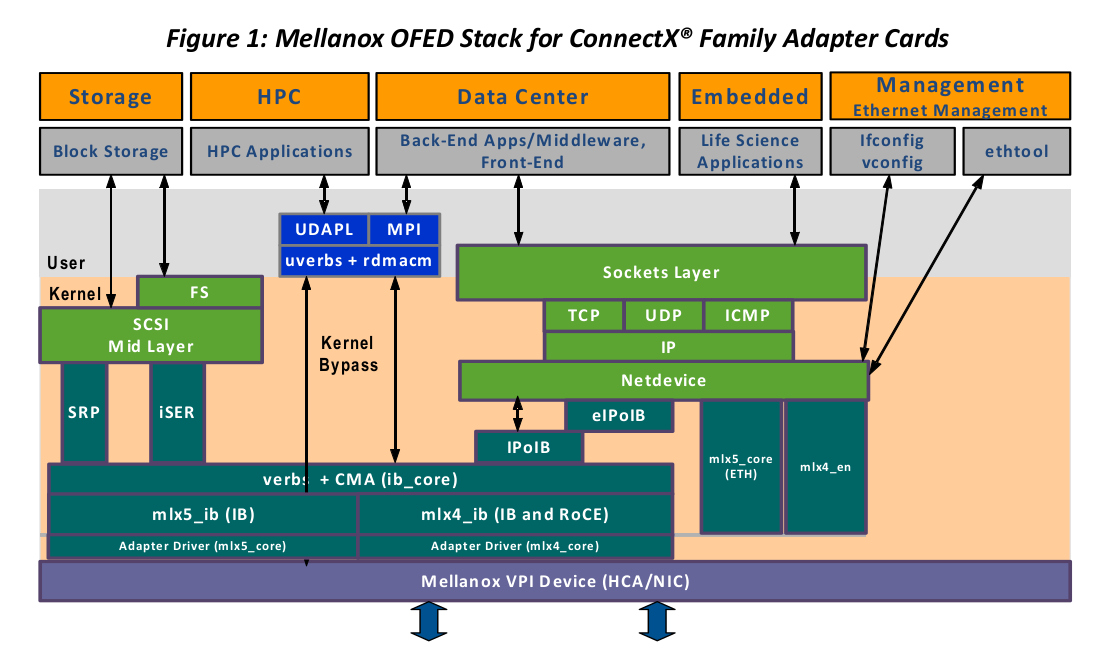 Figure 1: Mellanox OFED Stack for ConnectX® Family Adapter Cards
Storage
HPC
Data Center
Embedded
Management
Ethernet Management
Block Storage
HPC Applications
Back-End Apps/Middleware,
Front-End
Life Science
Applications
Ifconfig
vconfig
ethtool
UDAPL
MPI
uverbs + rdmacm
User
Kernel
Sockets Layer
FS
SCSI
Mid Layer
TCP
UDP
ICMP
Kernel
Bypass
IP
Netdevice
SRP
iSER
eIPoIB
IPoIB
mlx5_core
(ETH)
mlx4_en
verbs + CMA (ib_core)
mlx5_ib (IB)
mlx4_ib (IB and RoCE)
Adapter Driver (mlx5_core)
Adapter Driver (mlx4_core)
Mellanox VPI Device (HCA/NIC)